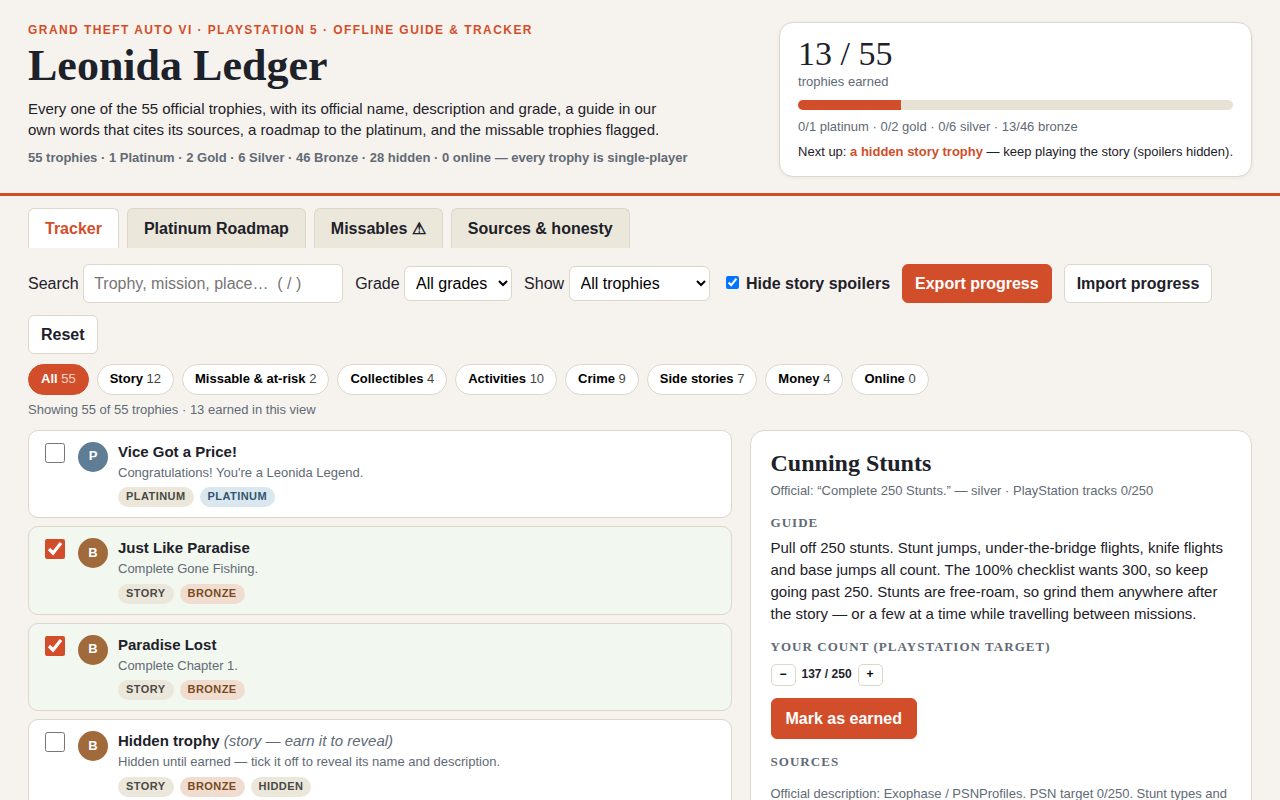 GRAND THEFT AUTO VI · PLAYSTATION 5 · OFFLINE GUIDE & TRACKER
Leonida Ledger
Every one of the 55 official trophies, with its official name, description and grade, a guide in our
own words that cites its sources, a roadmap to the platinum, and the missable trophies flagged.
55 trophies · 1 Platinum · 2 Gold · 6 Silver · 46 Bronze · 28 hidden · 0 online — every trophy is single-player
13 / 55
trophies earned
0/1 platinum · 0/2 gold · 0/6 silver · 13/46 bronze
Next up: a hidden story trophy — keep playing the story (spoilers hidden).
Tracker
Platinum Roadmap
Missables ⚠
Sources & honesty
Search
Trophy, mission, place… ( / )
Grade
All grades
Show
All trophies
Hide story spoilers
Export progress
Import progress
Reset
All 55
Story 12
Missable & at-risk 2
Collectibles 4
Activities 10
Crime 9
Side stories 7
Money 4
Online 0
Showing 55 of 55 trophies · 13 earned in this view
P
Vice Got a Price!
Congratulations! You're a Leonida Legend.
PLATINUM
PLATINUM
B
Just Like Paradise
Complete Gone Fishing.
STORY
BRONZE
B
Paradise Lost
Complete Chapter 1.
STORY
BRONZE
B
Hidden trophy (story — earn it to reveal)
Hidden until earned — tick it off to reveal its name and description.
STORY
BRONZE
HIDDEN
Cunning Stunts
Official: “Complete 250 Stunts.” — silver · PlayStation tracks 0/250
GUIDE
Pull off 250 stunts. Stunt jumps, under-the-bridge flights, knife flights
and base jumps all count. The 100% checklist wants 300, so keep
going past 250. Stunts are free-roam, so grind them anywhere after
the story — or a few at a time while travelling between missions.
YOUR COUNT (PLAYSTATION TARGET)
− 137 / 250 +
Mark as earned
SOURCES
Official description: Exophase / PSNProfiles. PSN target 0/250. Stunt types and